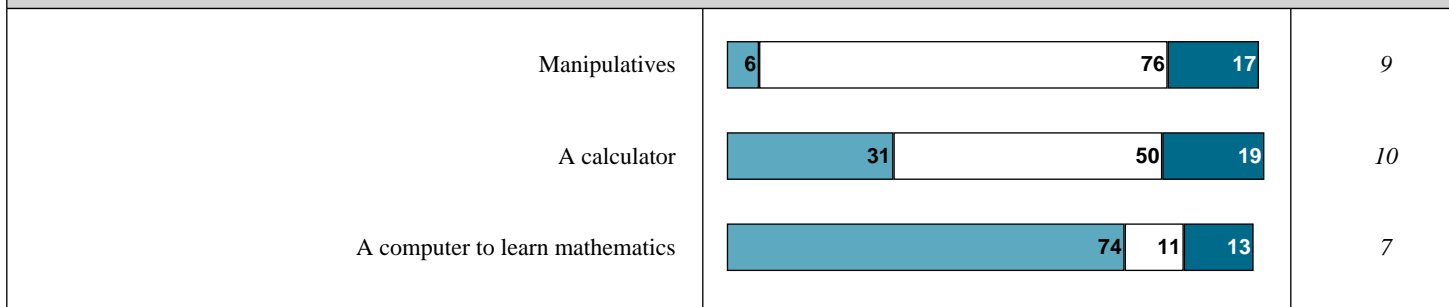 Manipulatives 6 76 17 9
A calculator 31 50 19 10
A computer to learn mathematics 74 11 13 7